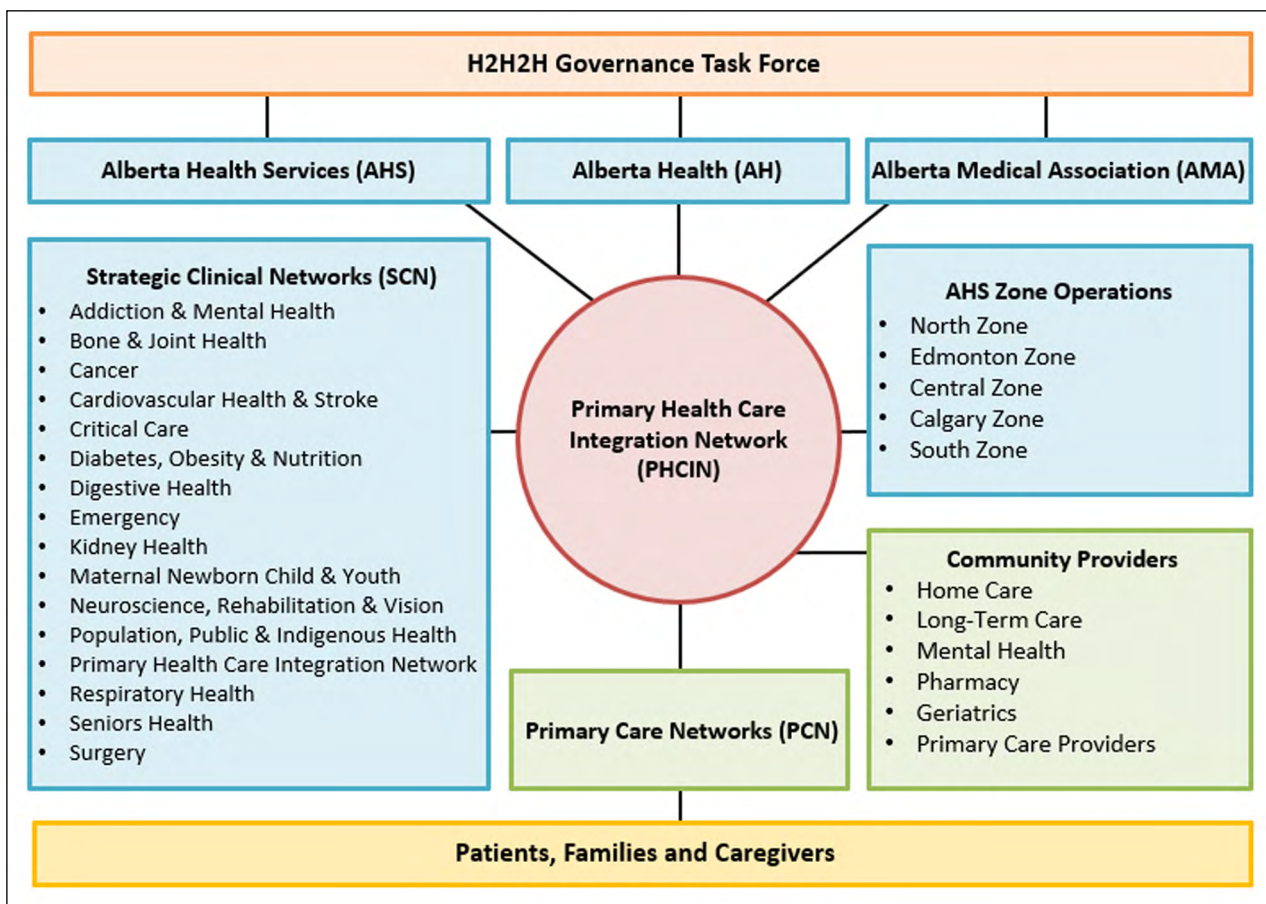 H2H2H Governance Task Force
Alberta Health Services (AHS)
Alberta Health (AH)
Alberta Medical Association (AMA)
Strategic Clinical Networks (SCN)
• Addiction & Mental Health
• Bone & Joint Health
• Cancer
• Cardiovascular Health & Stroke
• Critical Care
• Diabetes, Obesity & Nutrition
• Digestive Health
• Emergency
• Kidney Health
• Maternal Newborn Child & Youth
• Neuroscience, Rehabilitation & Vision
• Population, Public & Indigenous Health
• Primary Health Care Integration Network
• Respiratory Health
• Seniors Health
• Surgery
Primary Health Care
Integration Network
(PHCIN)
AHS Zone Operations
• North Zone
• Edmonton Zone
• Central Zone
• Calgary Zone
• South Zone
Community Providers
• Home Care
• Long-Term Care
• Mental Health
• Pharmacy
• Geriatrics
• Primary Care Providers
Primary Care Networks (PCN)
Patients, Families and Caregivers